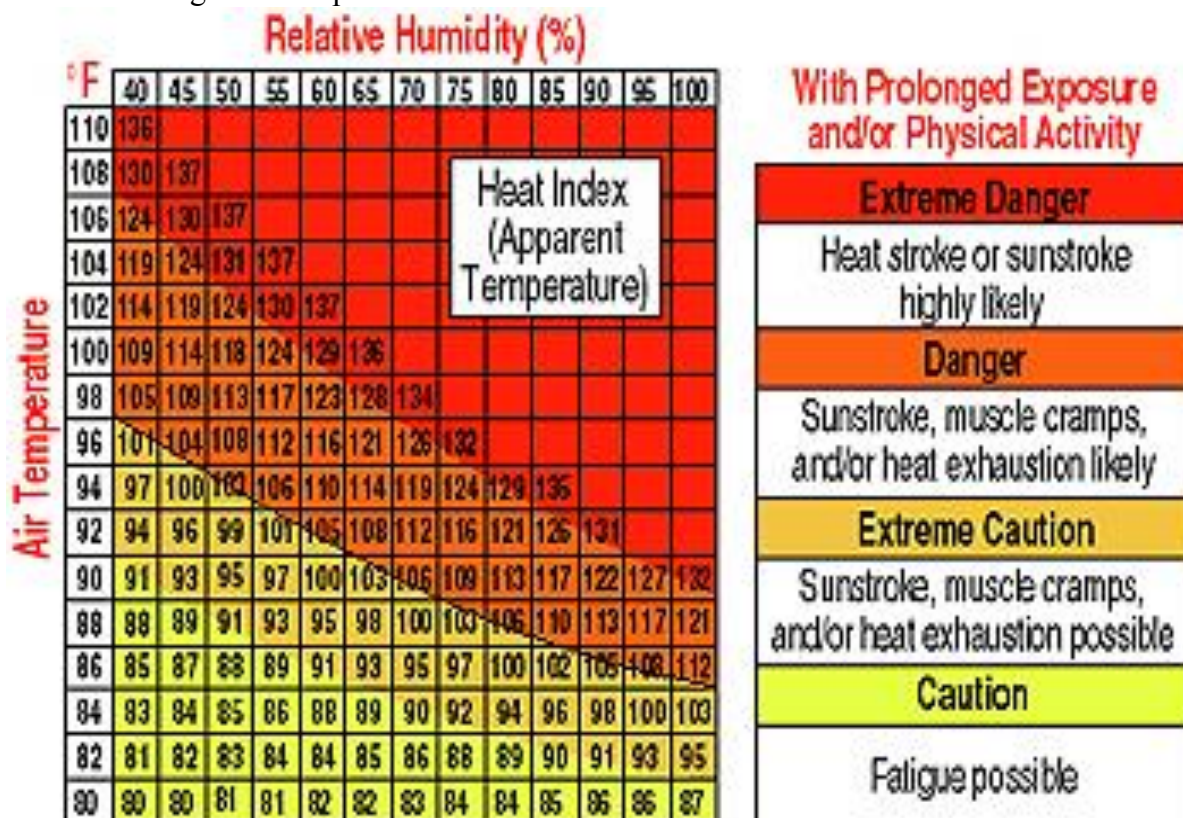 Relative Humidity (%)
°F 40 45 50 55 60 65 70 75 80 85 90 95 100
110 136
108 130 137
106 124 130 137
104 119 124 131 137
102 114 119 124 130 137
100 109 114 118 124 129 136
98 105 109 113 117 123 128 134
96 101 104 108 112 116 121 126 132
94 97 100 103 106 110 114 119 124 129 135
92 94 96 99 101 105 108 112 116 121 126 131
90 91 93 95 97 100 103 106 109 113 117 122 127 132
88 88 89 91 93 95 98 100 103 106 110 113 117 121
86 85 87 88 89 91 93 95 97 100 102 105 108 112
84 83 84 85 86 88 89 90 92 94 96 98 100 103
82 81 82 83 84 84 85 86 88 89 90 91 93 95
80 80 80 81 81 82 82 83 84 84 85 86 86 87
Air Temperature
Heat Index
(Apparent
Temperature)
With Prolonged Exposure
and/or Physical Activity
Extreme Danger
Heat stroke or sunstroke
highly likely
Danger
Sunstroke, muscle cramps,
and/or heat exhaustion likely
Extreme Caution
Sunstroke, muscle cramps,
and/or heat exhaustion possible
Caution
Fatigue possible